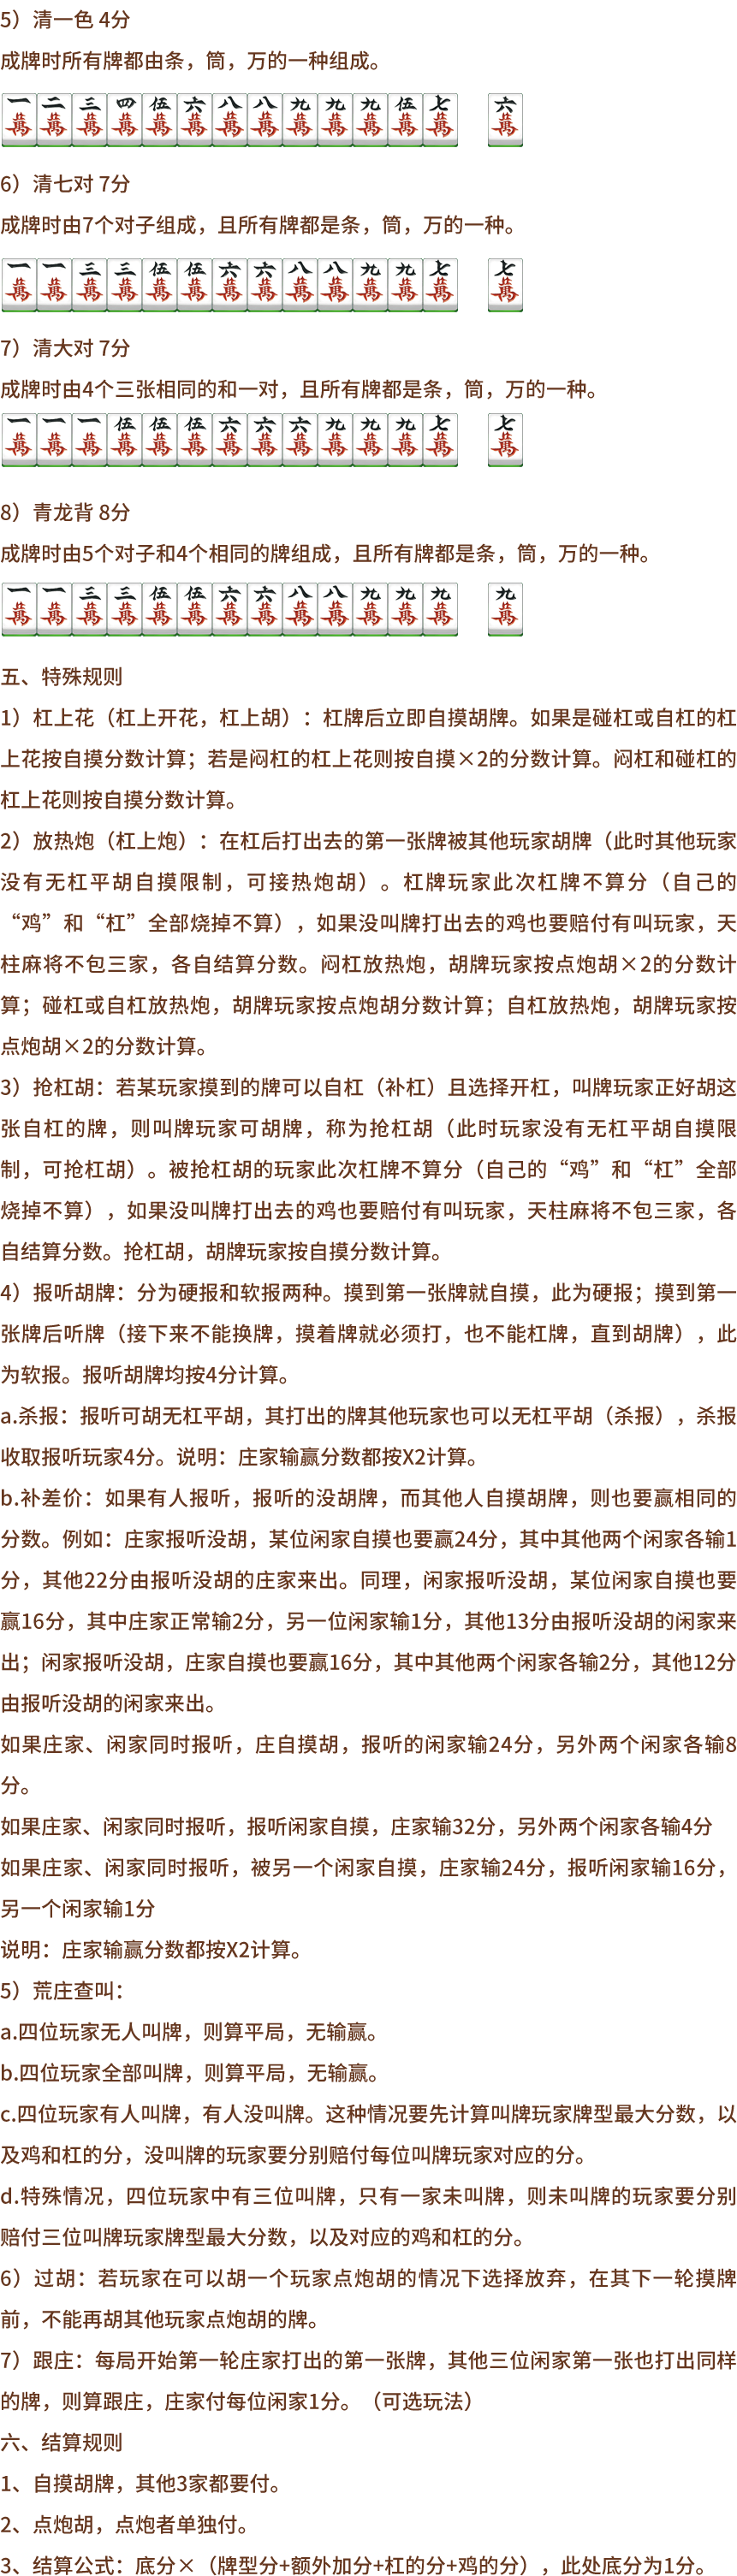 5）清一色 4分
成牌时所有牌都由条，筒，万的一种组成。
一萬 二萬 三萬 四萬 伍萬 六萬 八萬 八萬 九萬 九萬 九萬 伍萬 七萬 六萬
6）清七对 7分
成牌时由7个对子组成，且所有牌都是条，筒，万的一种。
一萬 一萬 三萬 三萬 伍萬 伍萬 六萬 六萬 八萬 八萬 九萬 九萬 七萬 七萬
7）清大对 7分
成牌时由4个三张相同的和一对，且所有牌都是条，筒，万的一种。
一萬 一萬 一萬 伍萬 伍萬 伍萬 六萬 六萬 六萬 九萬 九萬 九萬 七萬 七萬
8）青龙背 8分
成牌时由5个对子和4个相同的牌组成，且所有牌都是条，筒，万的一种。
一萬 一萬 三萬 三萬 伍萬 伍萬 六萬 六萬 八萬 八萬 九萬 九萬 九萬 九萬
五、特殊规则
1）杠上花（杠上开花，杠上胡）：杠牌后立即自摸胡牌。如果是碰杠或自杠的杠
上花按自摸分数计算；若是闷杠的杠上花则按自摸×2的分数计算。闷杠和碰杠的
杠上花则按自摸分数计算。
2）放热炮（杠上炮）：在杠后打出去的第一张牌被其他玩家胡牌（此时其他玩家
没有无杠平胡自摸限制，可接热炮胡）。杠牌玩家此次杠牌不算分（自己的
“鸡”和“杠”全部烧掉不算），如果没叫牌打出去的鸡也要赔付有叫玩家，天
柱麻将不包三家，各自结算分数。闷杠放热炮，胡牌玩家按点炮胡×2的分数计
算；碰杠或自杠放热炮，胡牌玩家按点炮胡分数计算；自杠放热炮，胡牌玩家按
点炮胡×2的分数计算。
3）抢杠胡：若某玩家摸到的牌可以自杠（补杠）且选择开杠，叫牌玩家正好胡这
张自杠的牌，则叫牌玩家可胡牌，称为抢杠胡（此时玩家没有无杠平胡自摸限
制，可抢杠胡）。被抢杠胡的玩家此次杠牌不算分（自己的“鸡”和“杠”全部
烧掉不算），如果没叫牌打出去的鸡也要赔付有叫玩家，天柱麻将不包三家，各
自结算分数。抢杠胡，胡牌玩家按自摸分数计算。
4）报听胡牌：分为硬报和软报两种。摸到第一张牌就自摸，此为硬报；摸到第一
张牌后听牌（接下来不能换牌，摸着牌就必须打，也不能杠牌，直到胡牌），此
为软报。报听胡牌均按4分计算。
a.杀报：报听可胡无杠平胡，其打出的牌其他玩家也可以无杠平胡（杀报），杀报
收取报听玩家4分。说明：庄家输赢分数都按X2计算。
b.补差价：如果有人报听，报听的没胡牌，而其他人自摸胡牌，则也要赢相同的
分数。例如：庄家报听没胡，某位闲家自摸也要赢24分，其中其他两个闲家各输1
分，其他22分由报听没胡的庄家来出。同理，闲家报听没胡，某位闲家自摸也要
赢16分，其中庄家正常输2分，另一位闲家输1分，其他13分由报听没胡的闲家来
出；闲家报听没胡，庄家自摸也要赢16分，其中其他两个闲家各输2分，其他12分
由报听没胡的闲家来出。
如果庄家、闲家同时报听，庄自摸胡，报听的闲家输24分，另外两个闲家各输8
分。
如果庄家、闲家同时报听，报听闲家自摸，庄家输32分，另外两个闲家各输4分
如果庄家、闲家同时报听，被另一个闲家自摸，庄家输24分，报听闲家输16分，
另一个闲家输1分
说明：庄家输赢分数都按X2计算。
5）荒庄查叫：
a.四位玩家无人叫牌，则算平局，无输赢。
b.四位玩家全部叫牌，则算平局，无输赢。
c.四位玩家有人叫牌，有人没叫牌。这种情况要先计算叫牌玩家牌型最大分数，以
及鸡和杠的分，没叫牌的玩家要分别赔付每位叫牌玩家对应的分。
d.特殊情况，四位玩家中有三位叫牌，只有一家未叫牌，则未叫牌的玩家要分别
赔付三位叫牌玩家牌型最大分数，以及对应的鸡和杠的分。
6）过胡：若玩家在可以胡一个玩家点炮胡的情况下选择放弃，在其下一轮摸牌
前，不能再胡其他玩家点炮胡的牌。
7）跟庄：每局开始第一轮庄家打出的第一张牌，其他三位闲家第一张也打出同样
的牌，则算跟庄，庄家付每位闲家1分。（可选玩法）
六、结算规则
1、自摸胡牌，其他3家都要付。
2、点炮胡，点炮者单独付。
3、结算公式：底分×（牌型分+额外加分+杠的分+鸡的分），此处底分为1分。